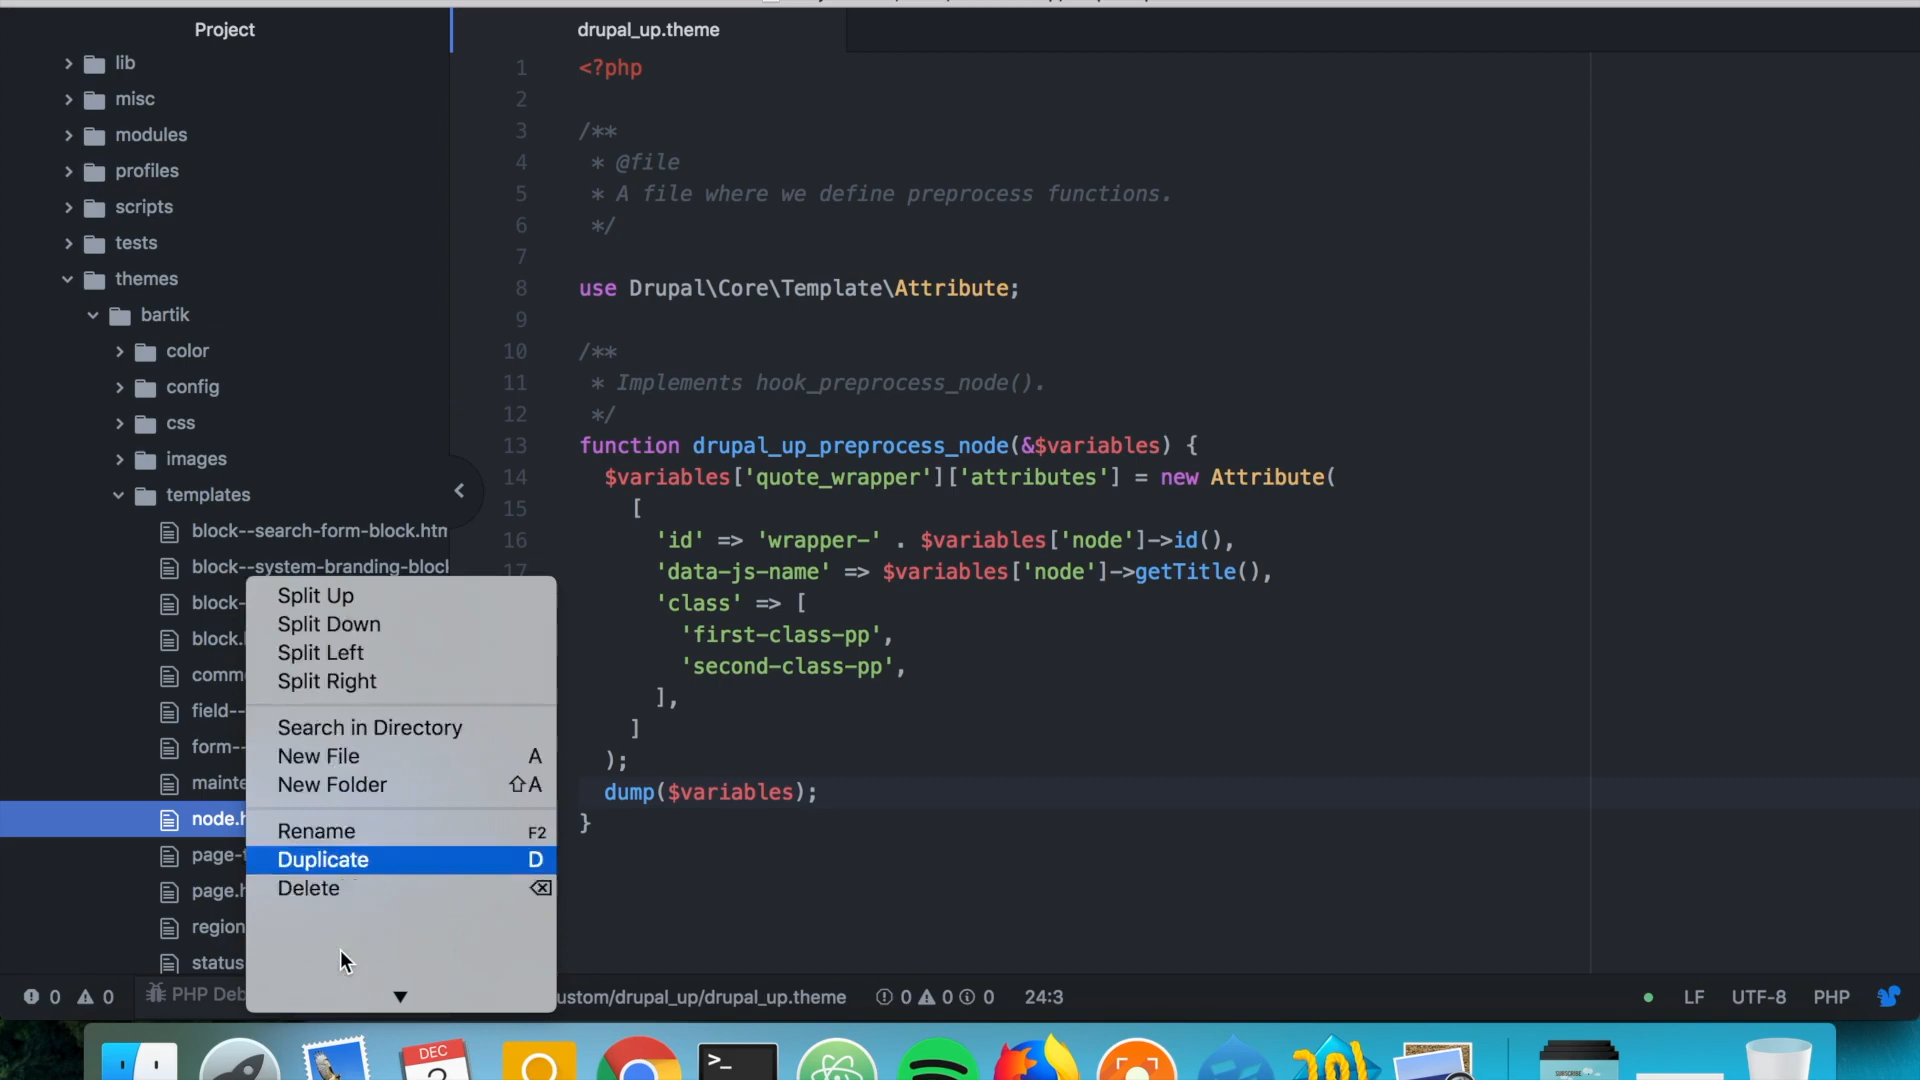 Project
lib
misc
modules
profiles
scripts
tests
themes
bartik
color
config
css
images
templates
block--search-form-block.htm
block--system-branding-block
block-
block.
comm
field--
form--
mainte
node.h
page-
page.h
region
status
Split Up
Split Down
Split Left
Split Right
Search in Directory
New File A
New Folder ⇧A
Rename F2
Duplicate D
Delete ⌫
drupal_up.theme
1 <?php
2
3 /**
4 * @file
5 * A file where we define preprocess functions.
6 */
7
8 use Drupal\Core\Template\Attribute;
9
10 /**
11 * Implements hook_preprocess_node().
12 */
13 function drupal_up_preprocess_node(&$variables) {
14 $variables['quote_wrapper']['attributes'] = new Attribute(
15 [
16 'id' => 'wrapper-' . $variables['node']->id(),
17 'data-js-name' => $variables['node']->getTitle(),
'class' => [
'first-class-pp',
'second-class-pp',
],
]
);
dump($variables);
}
0 0 PHP Deb ustom/drupal_up/drupal_up.theme 0 0 0 24:3 LF UTF-8 PHP
DEC
>_
101
SUBSCRIBE